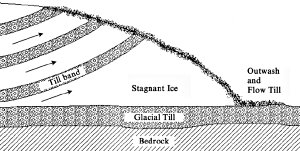 Till band
Stagnant Ice
Outwash
and
Flow Till
Glacial Till
Bedrock